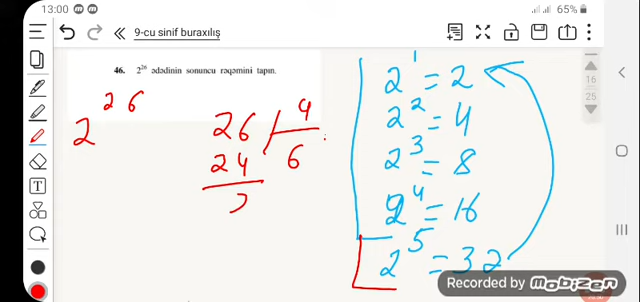 13:00
65%
9-cu sinif buraxılış
46. 2²⁶ ədədinin sonuncu rəqəmini tapın.
2²⁶
26 / 4
24 6
2
2¹ = 2
2² = 4
2³ = 8
2⁴ = 16
2⁵ = 32
16
25
Recorded by
mobizen